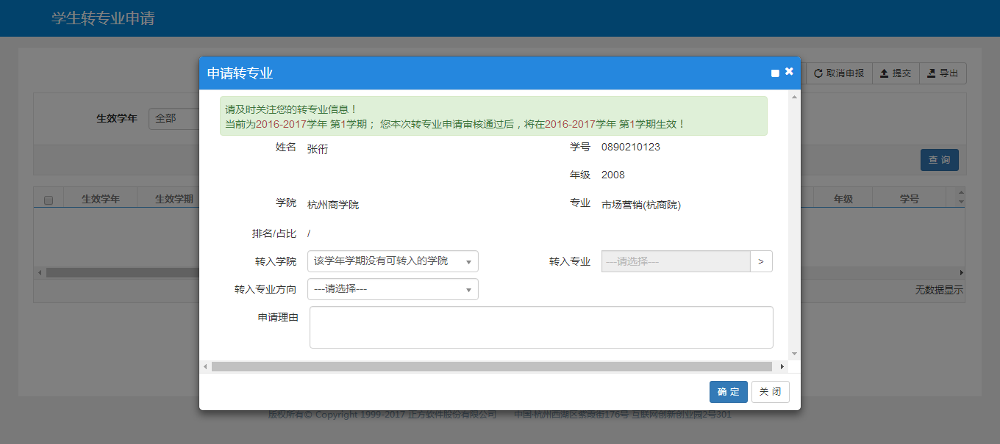 学生转专业申请
申请转专业
取消申报 提交 导出
请及时关注您的转专业信息！
当前为2016-2017学年 第1学期； 您本次转专业申请审核通过后，将在2016-2017学年 第1学期生效！
生效学年 全部
姓名 张衎 学号 0890210123
查 询
年级 2008
生效学年 生效学期 年级 学号
学院 杭州商学院 专业 市场营销(杭商院)
排名/占比 /
转入学院 该学年学期没有可转入的学院 转入专业 ---请选择--- >
转入专业方向 ---请选择---
无数据显示
申请理由
确 定 关 闭
版权所有© Copyright 1999-2017 正方软件股份有限公司 中国·杭州西湖区紫霞街176号 互联网创新创业园2号301